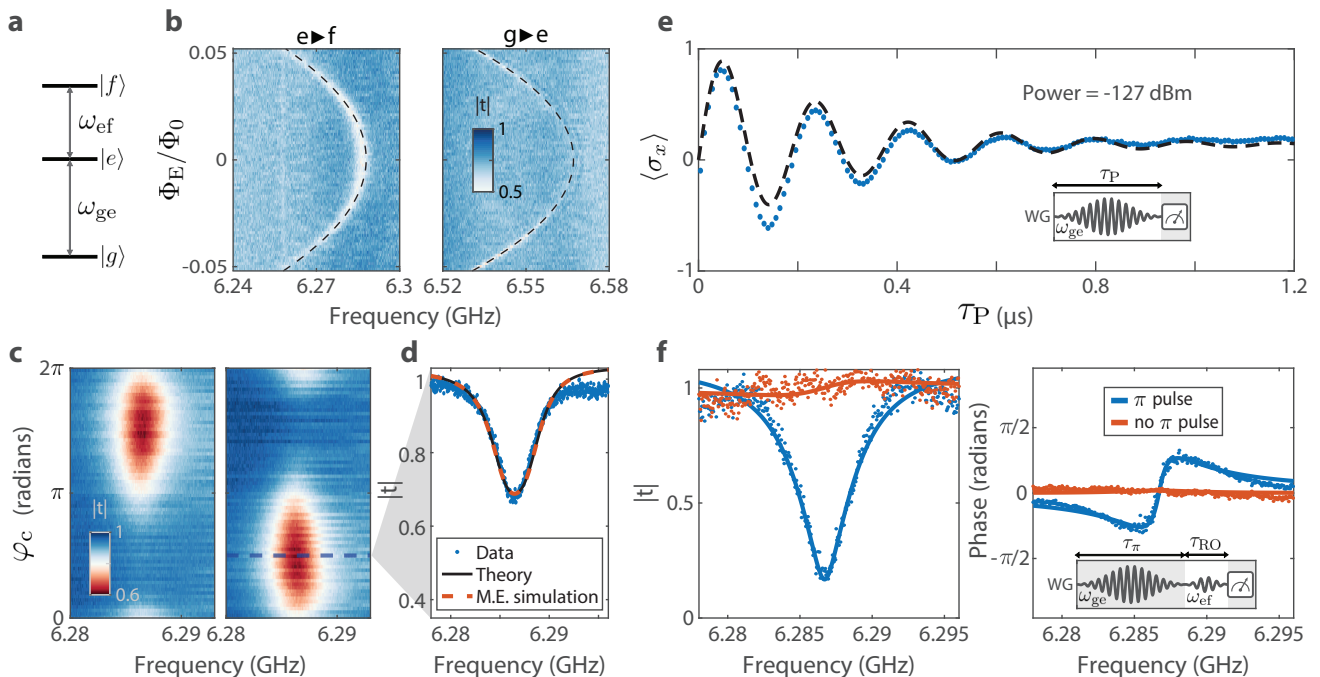 a
|f⟩
ω_ef
|e⟩
ω_ge
|g⟩
b
e▶f
g▶e
Φ_E/Φ_0
0.05
0
-0.05
|t|
1
0.5
6.24
6.27
6.3
6.52
6.55
6.58
Frequency (GHz)
e
⟨σ_x⟩
1
0
-1
Power = -127 dBm
τ_P
WG
ω_ge
0
0.2
0.4
0.6
0.8
1.2
τ_P (μs)
c
φ_c (radians)
2π
π
0
|t|
1
0.6
6.28
6.29
6.28
6.29
Frequency (GHz)
d
|t|
1.0
0.8
0.6
0.4
Data
Theory
M.E. simulation
6.28
6.29
Frequency (GHz)
f
|t|
1
0.5
0
6.28
6.285
6.29
6.295
Frequency (GHz)
Phase (radians)
π/2
0
-π/2
π pulse
no π pulse
τ_π
τ_RO
WG
ω_ge
ω_ef
6.28
6.285
6.29
6.295
Frequency (GHz)